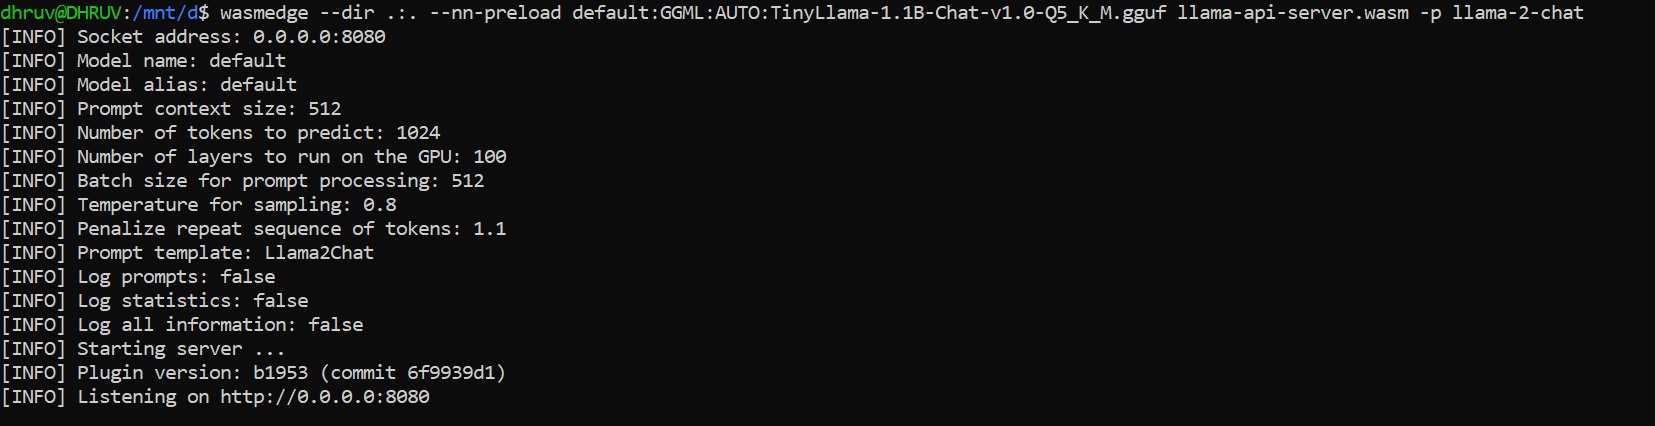 dhruv@DHRUV:/mnt/d$ wasmedge --dir .:. --nn-preload default:GGML:AUTO:TinyLlama-1.1B-Chat-v1.0-Q5_K_M.gguf llama-api-server.wasm -p llama-2-chat
[INFO] Socket address: 0.0.0.0:8080
[INFO] Model name: default
[INFO] Model alias: default
[INFO] Prompt context size: 512
[INFO] Number of tokens to predict: 1024
[INFO] Number of layers to run on the GPU: 100
[INFO] Batch size for prompt processing: 512
[INFO] Temperature for sampling: 0.8
[INFO] Penalize repeat sequence of tokens: 1.1
[INFO] Prompt template: Llama2Chat
[INFO] Log prompts: false
[INFO] Log statistics: false
[INFO] Log all information: false
[INFO] Starting server ...
[INFO] Plugin version: b1953 (commit 6f9939d1)
[INFO] Listening on http://0.0.0.0:8080